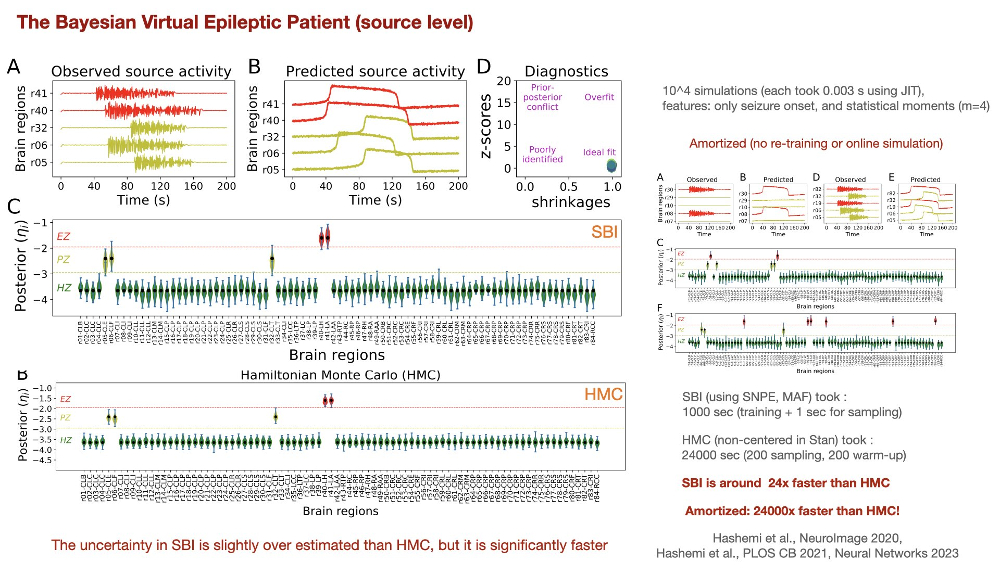 The Bayesian Virtual Epileptic Patient (source level)
A
Observed source activity
Brain regions
r41
r40
r32
r06
r05
0 40 80 120 160 200
Time (s)
B
Predicted source activity
Brain regions
r41
r40
r32
r06
r05
0 40 80 120 160 200
Time (s)
D
Diagnostics
z-scores
20
15
10
5
0
Prior-
posterior
conflict
Overfit
Poorly
identified
Ideal fit
0.0 0.5 1.0
shrinkages
C
Posterior (ηi)
−1
−2
−3
−4
EZ
PZ
HZ
SBI
r01-CLB
r02-CLC
r03-CLC
r04-CLC
r05-CLE
r06-CLF
r07-CLI
r08-CLI
r09-CLI
r10-CLL
r11-CLL
r12-CLL
r13-CLM
r14-CLM
r15-CLP
r16-CLP
r17-CLP
r18-CLP
r19-CLP
r20-CLP
r21-CLP
r22-CLP
r23-CLP
r24-CLP
r25-CLR
r26-CLR
r27-CLS
r28-CLS
r29-CLS
r30-CLS
r31-CLF
r32-CLT
r33-CLT
r34-CLI
r35-LCC
r36-LTP
r37-LC
r38-LP
r39-LP
r40-LH
r41-LA
r42-LAA
r43-RTP
r44-RC
r45-RP
r46-RP
r47-RH
r48-RA
r49-RAA
r50-CRB
r51-CRC
r52-CRC
r53-CRC
r54-CRE
r55-CRF
r56-CRI
r57-CRI
r58-CRI
r59-CRL
r60-CRL
r61-CRL
r62-CRM
r63-CRM
r64-CRP
r65-CRP
r66-CRP
r67-CRP
r68-CRP
r69-CRP
r70-CRP
r71-CRP
r72-CRP
r73-CRP
r74-CRR
r75-CRR
r76-CRS
r77-CRS
r78-CRS
r79-CRS
r80-CRF
r81-CRT
r82-CRT
r83-CRI
r84-RCC
Brain regions
B
Hamiltonian Monte Carlo (HMC)
Posterior (ηi)
−1.0
−1.5
−2.0
−2.5
−3.0
−3.5
−4.0
−4.5
EZ
PZ
HZ
HMC
r01-CLB
r02-CLC
r03-CLC
r04-CLC
r05-CLE
r06-CLF
r07-CLI
r08-CLI
r09-CLI
r10-CLL
r11-CLL
r12-CLL
r13-CLM
r14-CLM
r15-CLP
r16-CLP
r17-CLP
r18-CLP
r19-CLP
r20-CLP
r21-CLP
r22-CLP
r23-CLP
r24-CLP
r25-CLR
r26-CLR
r27-CLS
r28-CLS
r29-CLS
r30-CLS
r31-CLF
r32-CLT
r33-CLT
r34-CLI
r35-LCC
r36-LTP
r37-LC
r38-LP
r39-LP
r40-LH
r41-LA
r42-LAA
r43-RTP
r44-RC
r45-RP
r46-RP
r47-RH
r48-RA
r49-RAA
r50-CRB
r51-CRC
r52-CRC
r53-CRC
r54-CRE
r55-CRF
r56-CRI
r57-CRI
r58-CRI
r59-CRL
r60-CRL
r61-CRL
r62-CRM
r63-CRM
r64-CRP
r65-CRP
r66-CRP
r67-CRP
r68-CRP
r69-CRP
r70-CRP
r71-CRP
r72-CRP
r73-CRP
r74-CRR
r75-CRR
r76-CRS
r77-CRS
r78-CRS
r79-CRS
r80-CRF
r81-CRT
r82-CRT
r83-CRI
r84-RCC
Brain regions
The uncertainty in SBI is slightly over estimated than HMC, but it is significantly faster
10^4 simulations (each took 0.003 s using JIT),
features: only seizure onset, and statistical moments (m=4)
Amortized (no re-training or online simulation)
A
Observed
Brain regions
r30
r29
r10
r08
r07
0 40 80 120 160 200
Time
B
Predicted
r30
r29
r10
r08
r07
0 40 80 120 160 200
Time
D
Observed
r82
r32
r19
r06
r05
0 40 80 120 160 200
Time
E
Predicted
r82
r32
r19
r06
r05
0 40 80 120 160 200
Time
C
Posterior (ηi)
−1
−2
−3
−4
EZ
PZ
HZ
Brain regions
F
Posterior (ηi)
−1
−2
−3
−4
EZ
PZ
HZ
Brain regions
SBI (using SNPE, MAF) took :
1000 sec (training + 1 sec for sampling)
HMC (non-centered in Stan) took :
24000 sec (200 sampling, 200 warm-up)
SBI is around 24x faster than HMC
Amortized: 24000x faster than HMC!
Hashemi et al., NeuroImage 2020,
Hashemi et al., PLOS CB 2021, Neural Networks 2023